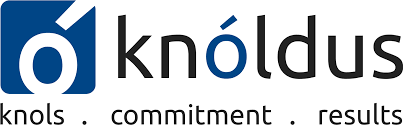 ó knóldus
knols . commitment . results